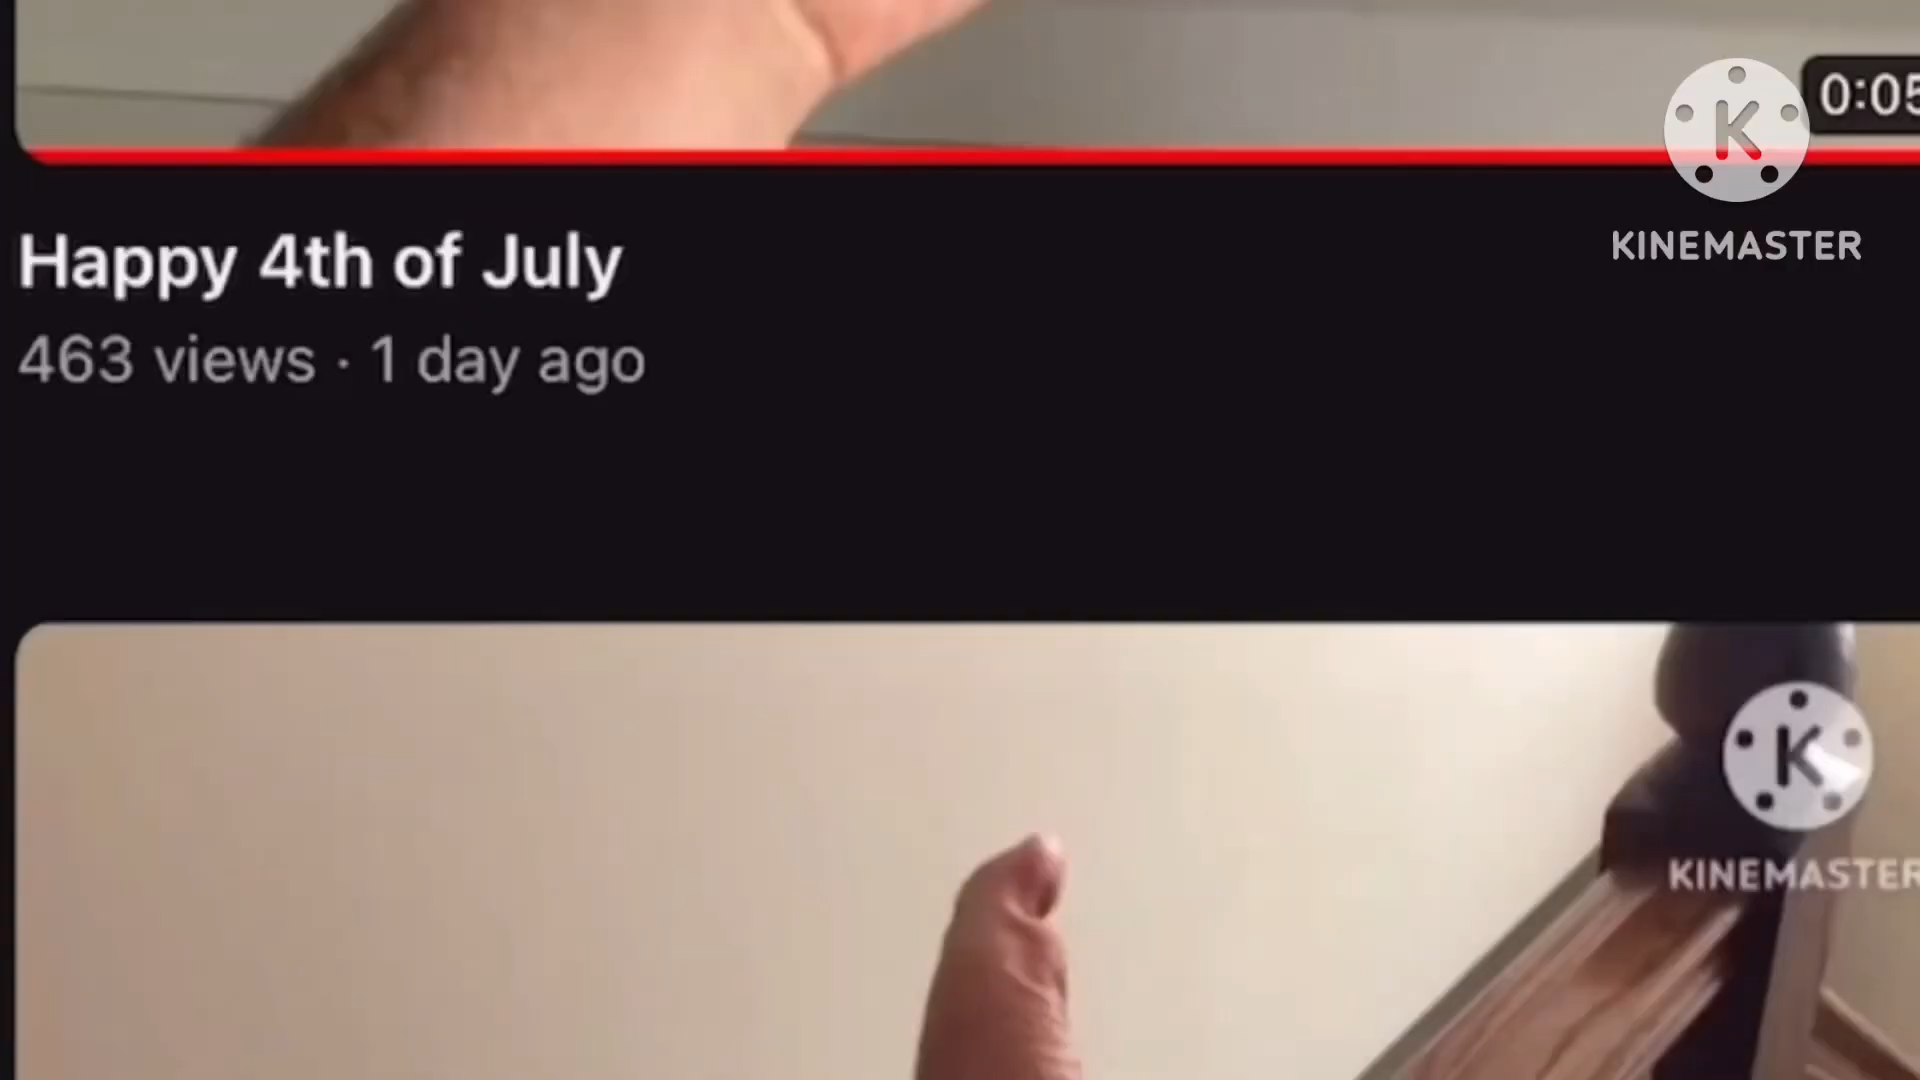 0:05
K
KINEMASTER
Happy 4th of July
463 views · 1 day ago
K
KINEMASTER